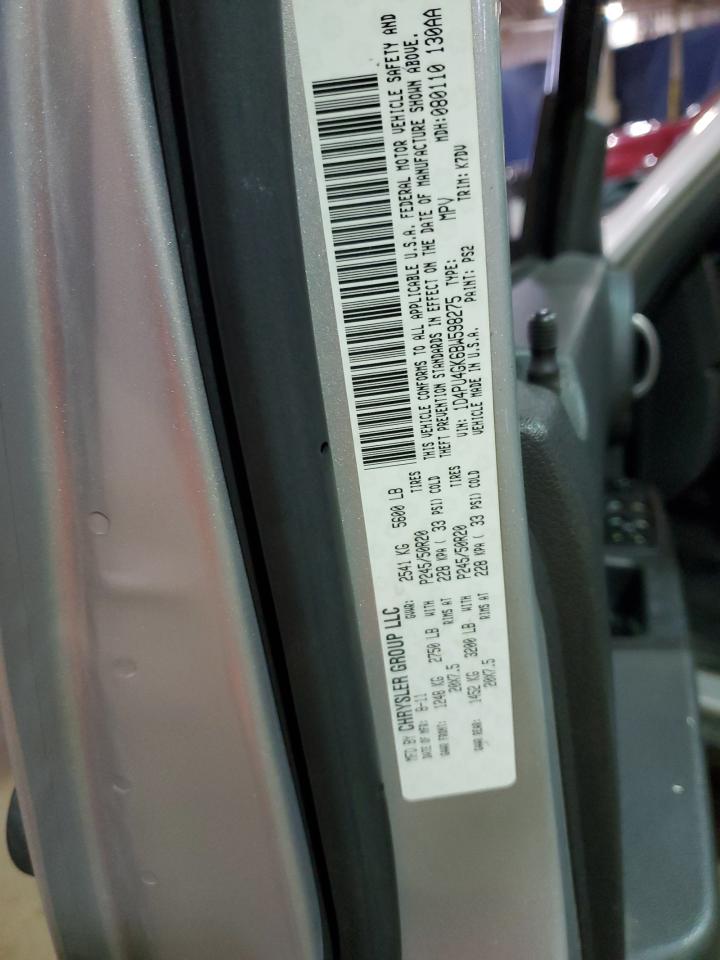 MFD BY CHRYSLER GROUP LLC
DATE OF MFR: 8-11 GVWR: 2541 KG 5600 LB
GAWR FRONT: WITH TIRES
1248 KG 2750 LB P245/50R20
RIMS AT
20X7.5 228 KPA ( 33 PSI) COLD
GAWR REAR: WITH TIRES
1452 KG 3200 LB P245/50R20
RIMS AT
20X7.5 228 KPA ( 33 PSI) COLD
THIS VEHICLE CONFORMS TO ALL APPLICABLE U.S.A. FEDERAL MOTOR VEHICLE SAFETY AND
THEFT PREVENTION STANDARDS IN EFFECT ON THE DATE OF MANUFACTURE SHOWN ABOVE.
VIN: 1D4PU4GK6BW598275 TYPE: MPV MDH:080110 130AA
VEHICLE MADE IN U.S.A. PAINT: PS2 TRIM: K7DV